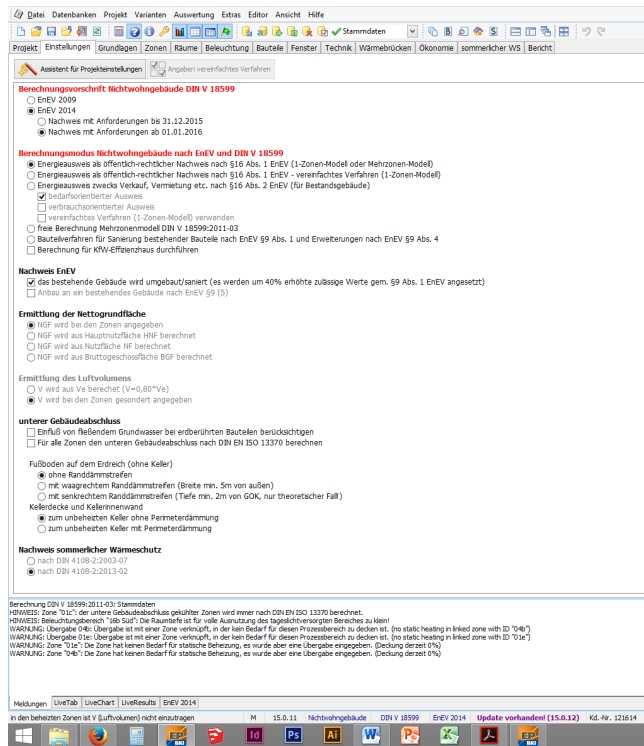 Datei Datenbanken Projekt Varianten Auswertung Extras Editor Ansicht Hilfe
Stammdaten
Projekt Einstellungen Grundlagen Zonen Räume Beleuchtung Bauteile Fenster Technik Wärmebrücken Ökonomie sommerlicher WS Bericht
Assistent für Projekteinstellungen Angaben vereinfachtes Verfahren
Berechnungsvorschrift Nichtwohngebäude DIN V 18599
EnEV 2009
EnEV 2014
Nachweis mit Anforderungen bis 31.12.2015
Nachweis mit Anforderungen ab 01.01.2016
Berechnungsmodus Nichtwohngebäude nach EnEV und DIN V 18599
Energieausweis als öffentlich-rechtlicher Nachweis nach §16 Abs. 1 EnEV (1-Zonen-Modell oder Mehrzonen-Modell)
Energieausweis als öffentlich-rechtlicher Nachweis nach §16 Abs. 1 EnEV - vereinfachtes Verfahren (1-Zonen-Modell)
Energieausweis zwecks Verkauf, Vermietung etc. nach §16 Abs. 2 EnEV (für Bestandsgebäude)
bedarfsorientierter Ausweis
verbrauchsorientierter Ausweis
vereinfachtes Verfahren (1-Zonen-Modell) verwenden
freie Berechnung Mehrzonenmodell DIN V 18599:2011-03
Bauteilverfahren für Sanierung bestehender Bauteile nach EnEV §9 Abs. 1 und Erweiterungen nach EnEV §9 Abs. 4
Berechnung für KfW-Effizienzhaus durchführen
Nachweis EnEV
das bestehende Gebäude wird umgebaut/saniert (es werden um 40% erhöhte zulässige Werte gem. §9 Abs. 1 EnEV angesetzt)
Anbau an ein bestehendes Gebäude nach EnEV §9 (5)
Ermittlung der Nettogrundfläche
NGF wird bei den Zonen angegeben
NGF wird aus Hauptnutzfläche HNF berechnet
NGF wird aus Nutzfläche NF berechnet
NGF wird aus Bruttogeschossfläche BGF berechnet
Ermittlung des Luftvolumens
V wird aus Ve berechet (V=0,80*Ve)
V wird bei den Zonen gesondert angegeben
unterer Gebäudeabschluss
Einfluß von fließendem Grundwasser bei erdberührten Bauteilen berücksichtigen
Für alle Zonen den unteren Gebäudeabschluss nach DIN EN ISO 13370 berechnen
Fußboden auf dem Erdreich (ohne Keller)
ohne Randdämmstreifen
mit waagrechtem Randdämmstreifen (Breite min. 5m von außen)
mit senkrechtem Randdämmstreifen (Tiefe min. 2m von GOK, nur theoretischer Fall!)
Kellerdecke und Kellerinnenwand
zum unbeheizten Keller ohne Perimeterdämmung
zum unbeheizten Keller mit Perimeterdämmung
Nachweis sommerlicher Wärmeschutz
nach DIN 4108-2:2003-07
nach DIN 4108-2:2013-02
Berechnung DIN V 18599:2011-03: Stammdaten
HINWEIS: Zone "01c": der untere Gebäudeabschluss gekühlter Zonen wird immer nach DIN EN ISO 13370 berechnet.
HINWEIS: Beleuchtungsbereich "16b Süd": Die Raumtiefe ist für volle Ausnutzung des tageslichtversorgten Bereiches zu klein!
WARNUNG: Übergabe 04b: Übergabe ist mit einer Zone verknüpft, in der kein Bedarf für diesen Prozessbereich zu decken ist. (no static heating in linked zone with ID "04b")
WARNUNG: Übergabe 01e: Übergabe ist mit einer Zone verknüpft, in der kein Bedarf für diesen Prozessbereich zu decken ist. (no static heating in linked zone with ID "01e")
WARNUNG: Zone "01e": Die Zone hat keinen Bedarf für statische Beheizung, es wurde aber eine Übergabe eingegeben. (Deckung derzeit 0%)
WARNUNG: Zone "04b": Die Zone hat keinen Bedarf für statische Beheizung, es wurde aber eine Übergabe eingegeben. (Deckung derzeit 0%)
Meldungen LiveTab LiveChart LiveResults EnEV 2014
in den beheizten Zonen ist V (Luftvolumen) nicht einzutragen M 15.0.11 Nichtwohngebäude DIN V 18599 EnEV 2014 Update vorhanden! (15.0.12) Kd.-Nr. 121614
BKI Id Ps Ai BKI